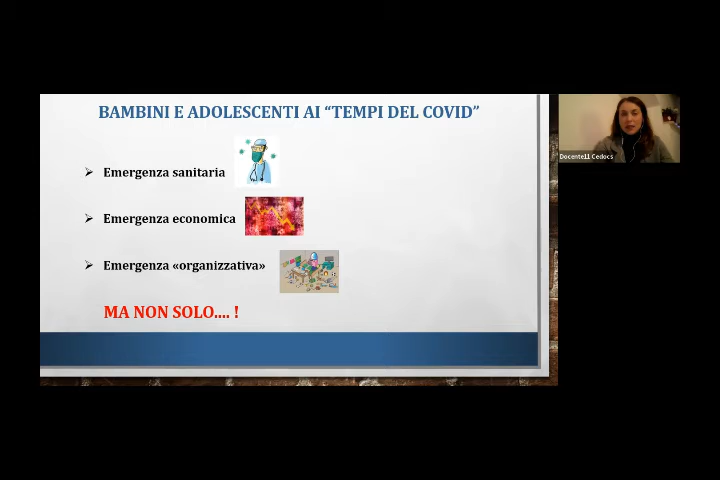 BAMBINI E ADOLESCENTI AI “TEMPI DEL COVID”
Emergenza sanitaria
Emergenza economica
Emergenza «organizzativa»
MA NON SOLO.... !
Docente11 Cedocs